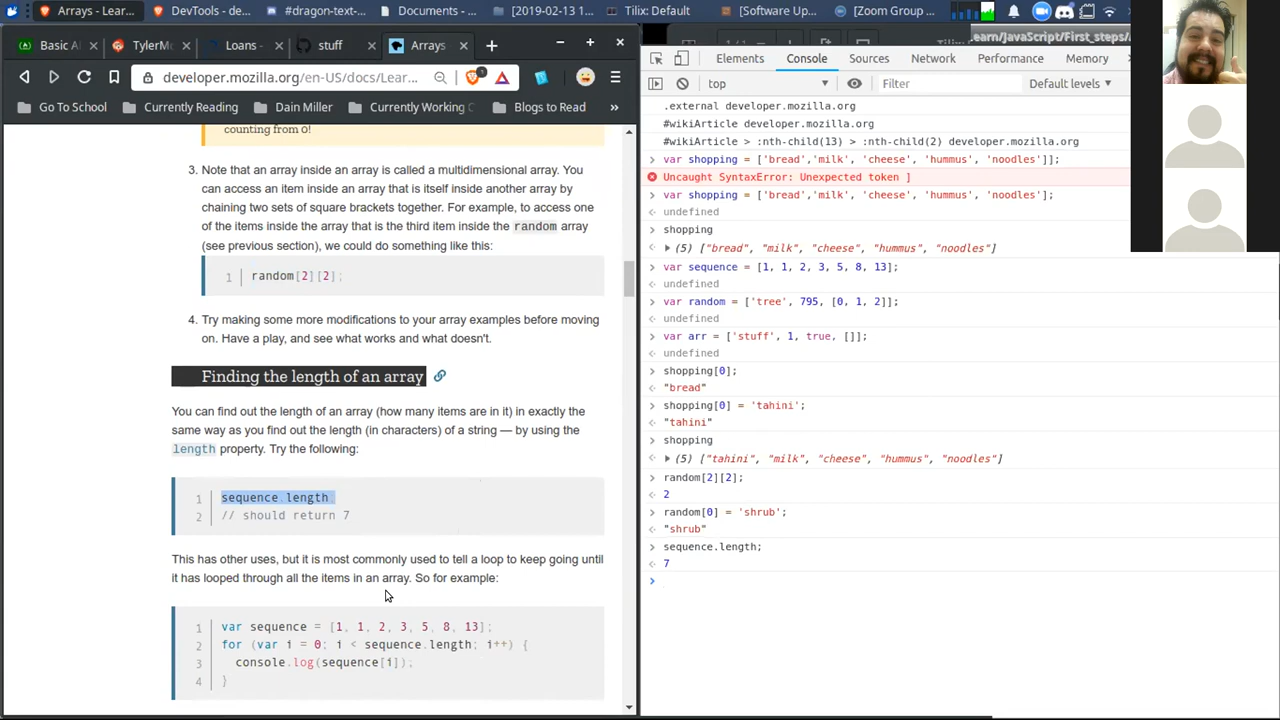 Arrays - Lear
DevTools - de
#dragon-text-
Documents - 
[2019-02-13 1
Tilix: Default
[Software Up
[Zoom Group
Basic A
TylerM
Loans -
stuff
Arrays
developer.mozilla.org/en-US/docs/Lear...
1
Go To School
Currently Reading
Dain Miller
Currently Working
Blogs to Read
»
counting from 0!
3. Note that an array inside an array is called a multidimensional array. You
can access an item inside an array that is itself inside another array by
chaining two sets of square brackets together. For example, to access one
of the items inside the array that is the third item inside the random array
(see previous section), we could do something like this:
1 random[2][2];
4. Try making some more modifications to your array examples before moving
on. Have a play, and see what works and what doesn't.
Finding the length of an array
You can find out the length of an array (how many items are in it) in exactly the
same way as you find out the length (in characters) of a string — by using the
length property. Try the following:
1 sequence.length;
2 // should return 7
This has other uses, but it is most commonly used to tell a loop to keep going until
it has looped through all the items in an array. So for example:
1 var sequence = [1, 1, 2, 3, 5, 8, 13];
2 for (var i = 0; i < sequence.length; i++) {
3 console.log(sequence[i]);
4 }
earn/JavaScript/First_steps/
Elements
Console
Sources
Network
Performance
Memory
top
Filter
Default levels
.external developer.mozilla.org
#wikiArticle developer.mozilla.org
#wikiArticle > :nth-child(13) > :nth-child(2) developer.mozilla.org
> var shopping = ['bread','milk', 'cheese', 'hummus', 'noodles']];
Uncaught SyntaxError: Unexpected token ]
> var shopping = ['bread','milk', 'cheese', 'hummus', 'noodles'];
undefined
> shopping
(5) ["bread", "milk", "cheese", "hummus", "noodles"]
> var sequence = [1, 1, 2, 3, 5, 8, 13];
undefined
> var random = ['tree', 795, [0, 1, 2]];
undefined
> var arr = ['stuff', 1, true, []];
undefined
> shopping[0];
"bread"
> shopping[0] = 'tahini';
"tahini"
> shopping
(5) ["tahini", "milk", "cheese", "hummus", "noodles"]
> random[2][2];
2
> random[0] = 'shrub';
"shrub"
> sequence.length;
7
>